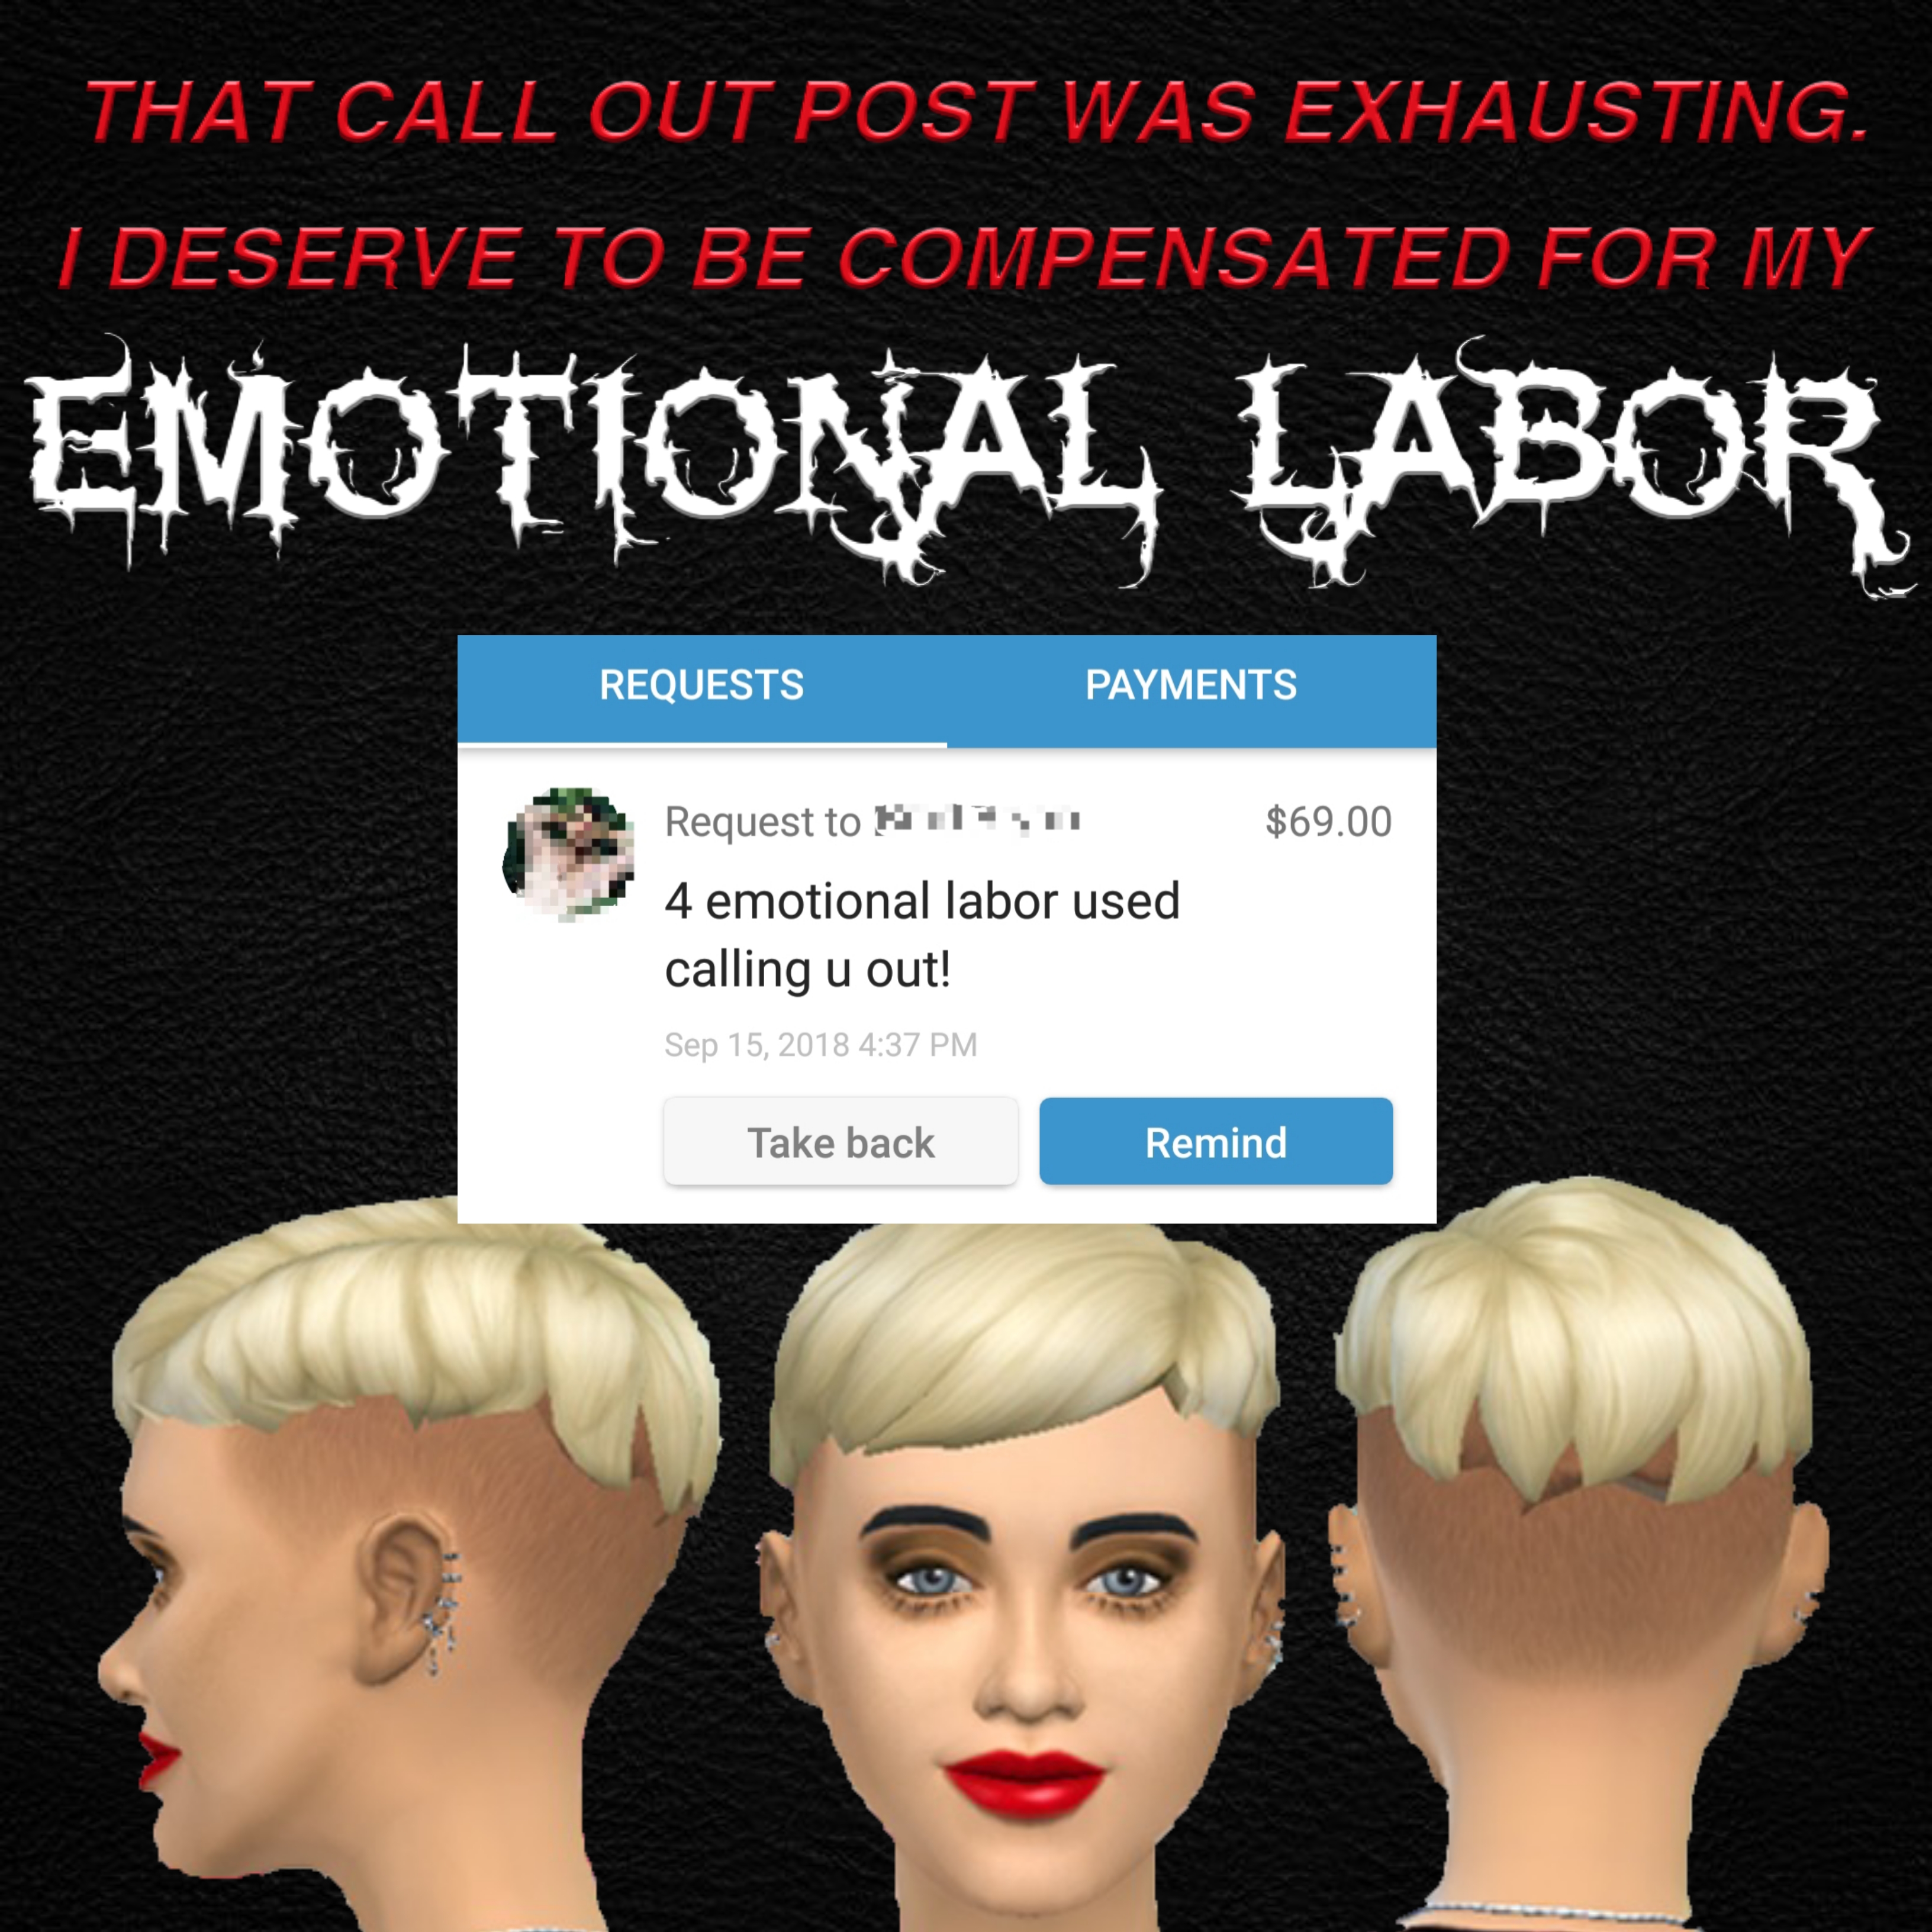 THAT CALL OUT POST WAS EXHAUSTING.
I DESERVE TO BE COMPENSATED FOR MY
EMOTIONAL LABOR
REQUESTS PAYMENTS
Request to $69.00
4 emotional labor used
calling u out!
Sep 15, 2018 4:37 PM
Take back Remind